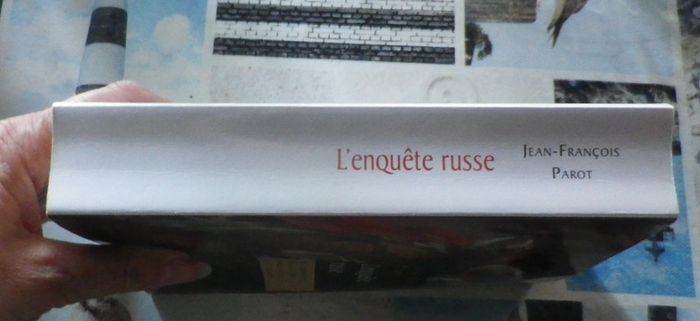 L'enquête russe
JEAN-FRANÇOIS
PAROT